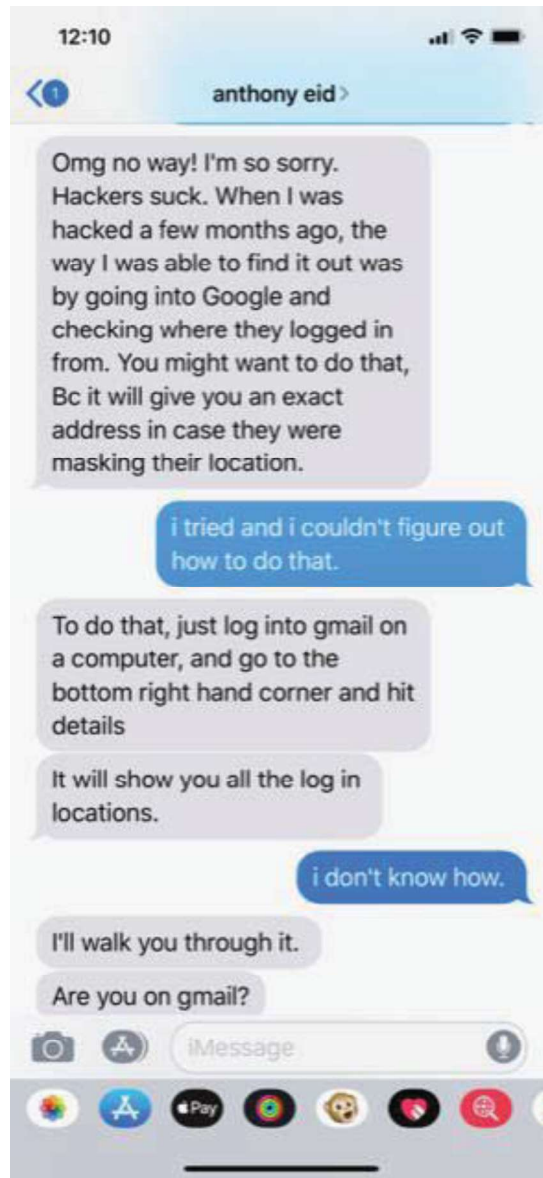 12:10
1
anthony eid >
Omg no way! I'm so sorry.
Hackers suck. When I was
hacked a few months ago, the
way I was able to find it out was
by going into Google and
checking where they logged in
from. You might want to do that,
Bc it will give you an exact
address in case they were
masking their location.
i tried and i couldn't figure out
how to do that.
To do that, just log into gmail on
a computer, and go to the
bottom right hand corner and hit
details
It will show you all the log in
locations.
i don't know how.
I'll walk you through it.
Are you on gmail?
iMessage
Pay